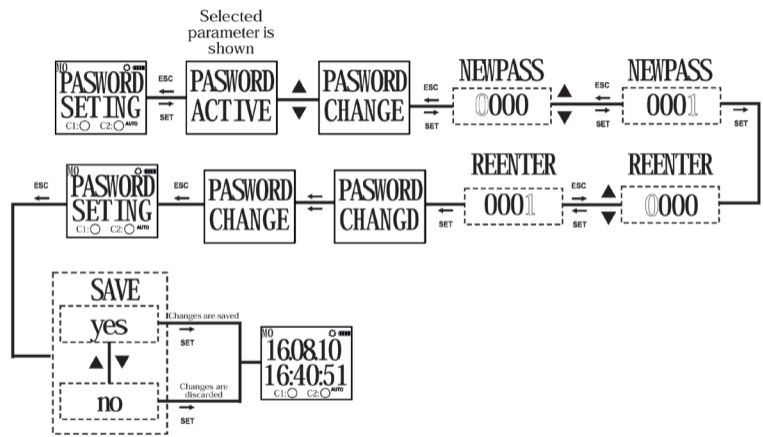 Selected
parameter is
shown
MO
PASWORD
SETING
C1: C2: AUTO
ESC
SET
PASWORD
ACTIVE
PASWORD
CHANGE
ESC
SET
NEWPASS
0000
ESC
SET
NEWPASS
0001
SET
ESC
MO
PASWORD
SETING
C1: C2: AUTO
ESC
PASWORD
CHANGE
PASWORD
CHANGD
SET
REENTER
0001
ESC
SET
REENTER
0000
SAVE
yes
no
Changes are saved
SET
Changes are
discarded
SET
MO
16.08.10
16:40:51
C1: C2: AUTO